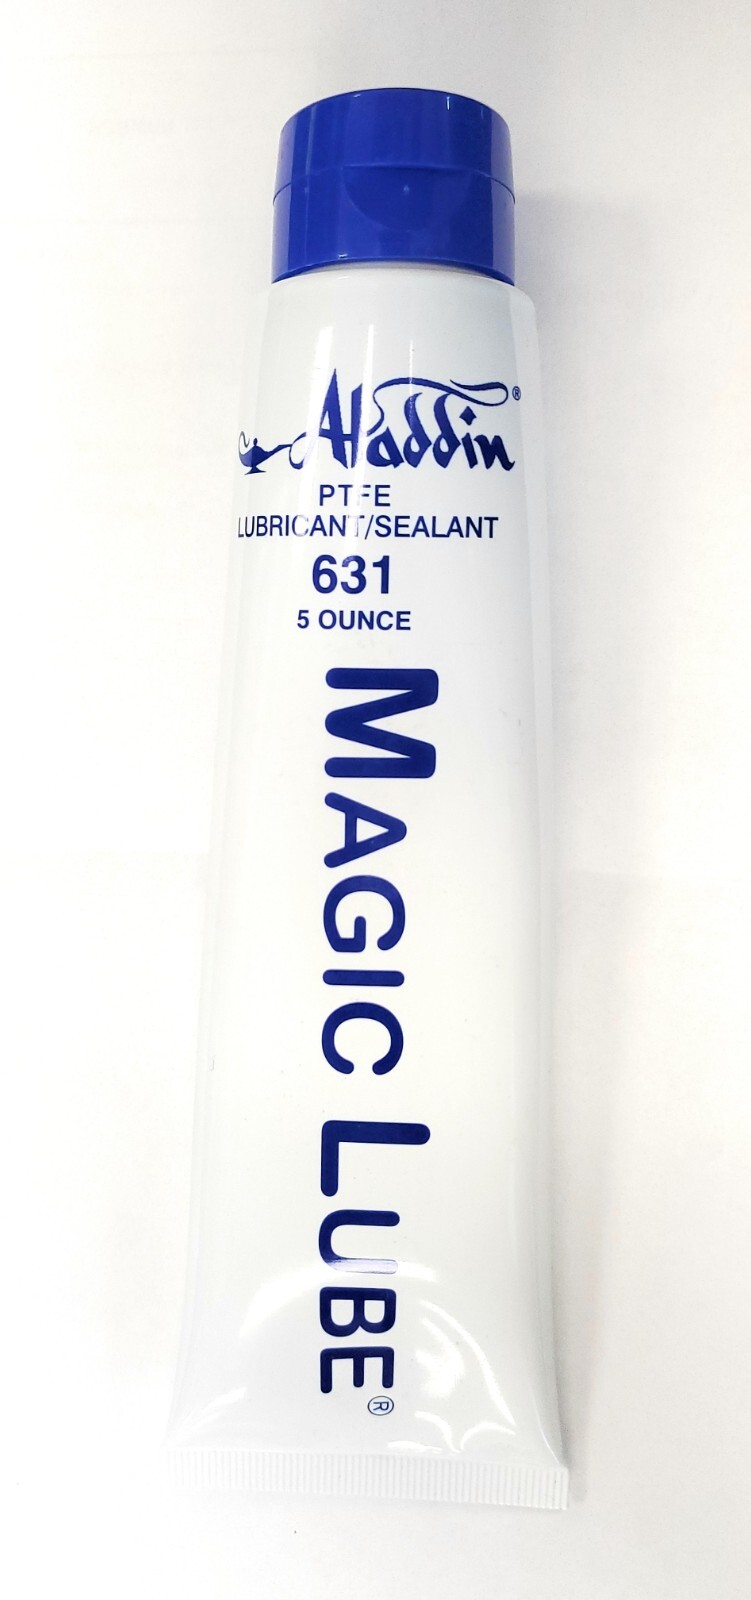 Aladdin®
PTFE
LUBRICANT/SEALANT
631
5 OUNCE
MAGIC LUBE®